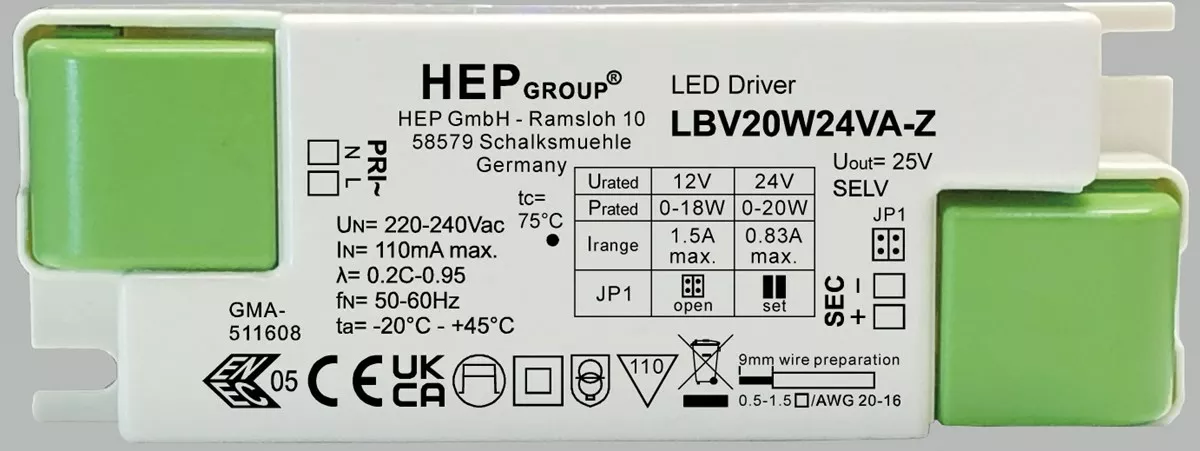 HEP GROUP®
HEP GmbH - Ramsloh 10
58579 Schalksmuehle
Germany
LED Driver
LBV20W24VA-Z
Uout= 25V
SELV
PRI~
N
L
UN= 220-240Vac
IN= 110mA max.
λ= 0.2C-0.95
fN= 50-60Hz
ta= -20°C - +45°C
tc=
75°C
Urated 12V 24V
Prated 0-18W 0-20W
Irange 1.5A max. 0.83A max.
JP1 open set
JP1
SEC
−
+
GMA-
511608
ENEC 05 CE UKCA 110
9mm wire preparation
0.5-1.5□/AWG 20-16